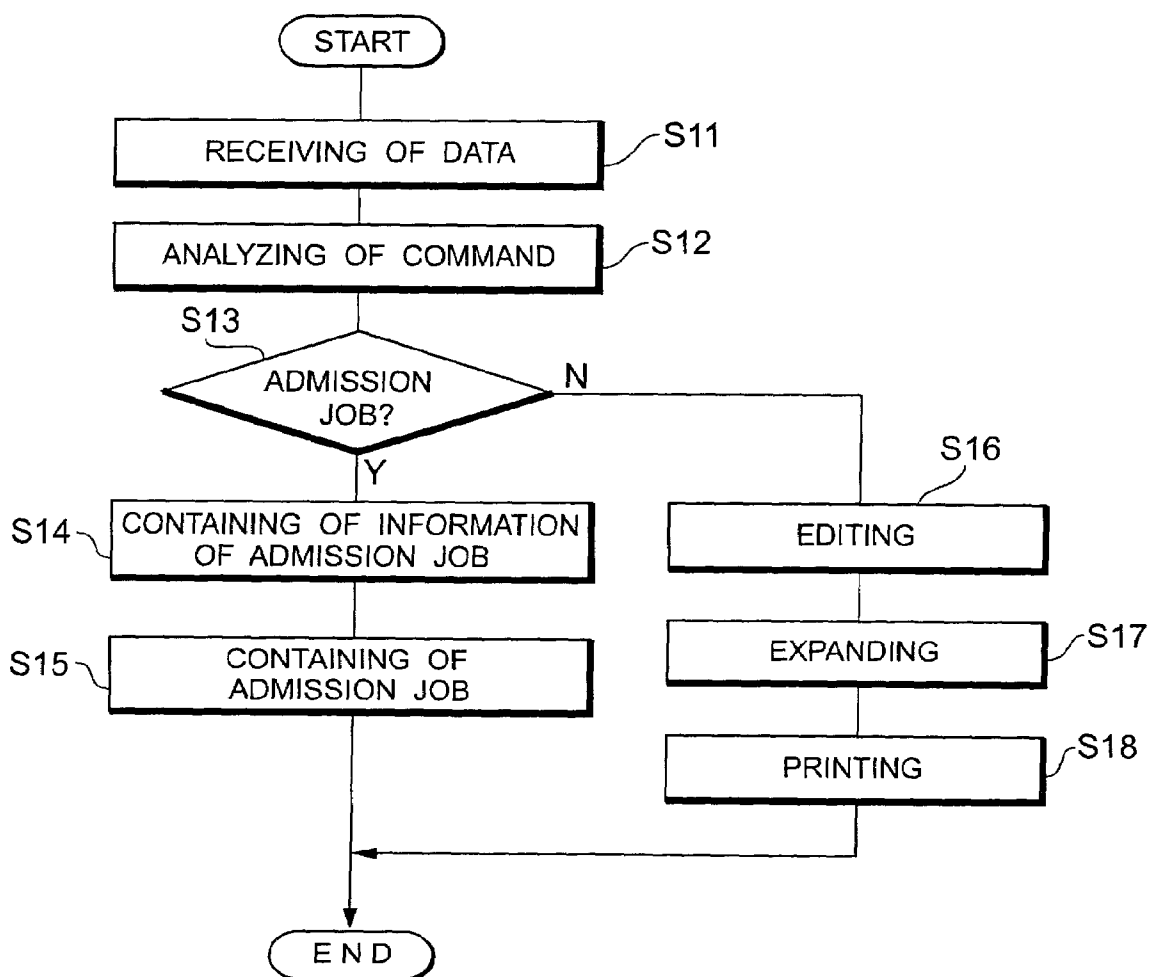 START
RECEIVING OF DATA
S11
ANALYZING OF COMMAND
S12
S13
ADMISSION
JOB?
N
Y
S14
CONTAINING OF INFORMATION
OF ADMISSION JOB
S15
CONTAINING OF
ADMISSION JOB
S16
EDITING
EXPANDING
S17
PRINTING
S18
END